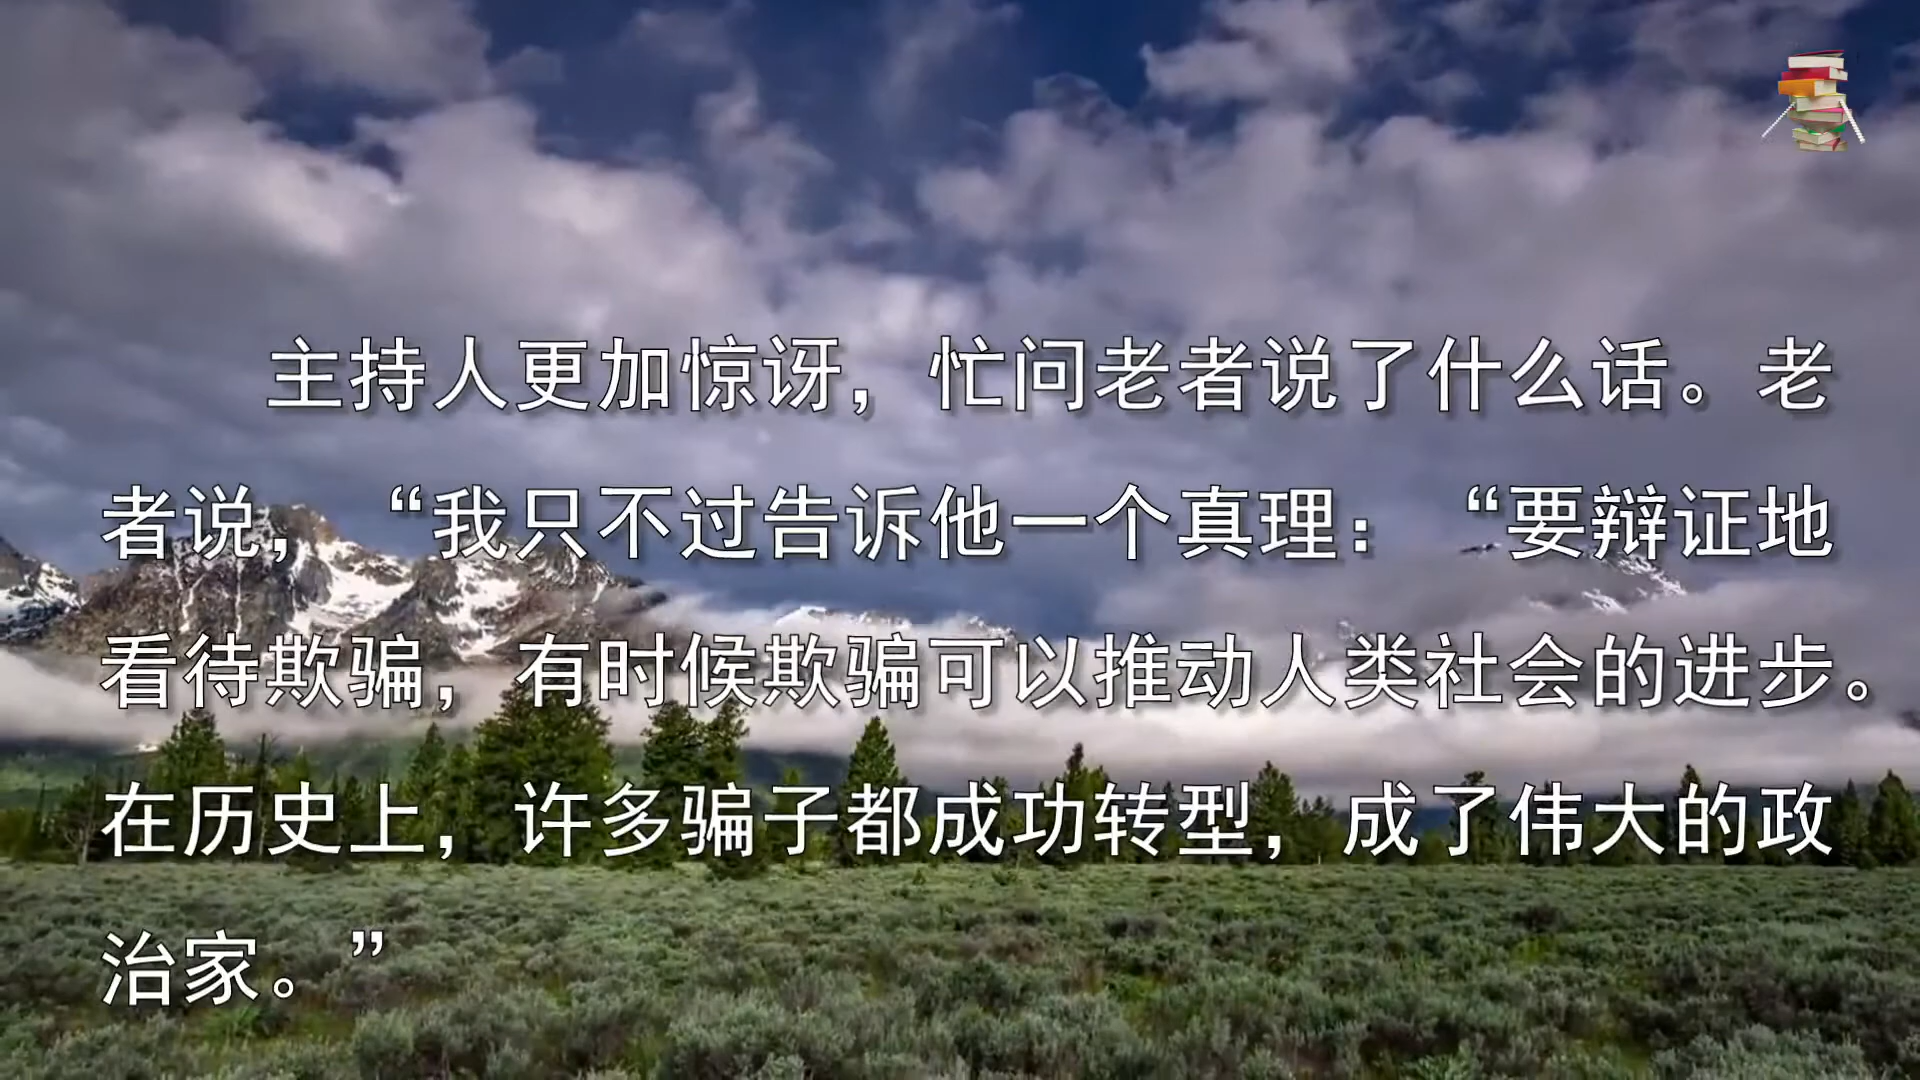 主持人更加惊讶，忙问老者说了什么话。老
者说，“我只不过告诉他一个真理：“要辩证地
看待欺骗，有时候欺骗可以推动人类社会的进步。
在历史上，许多骗子都成功转型，成了伟大的政
治家。”